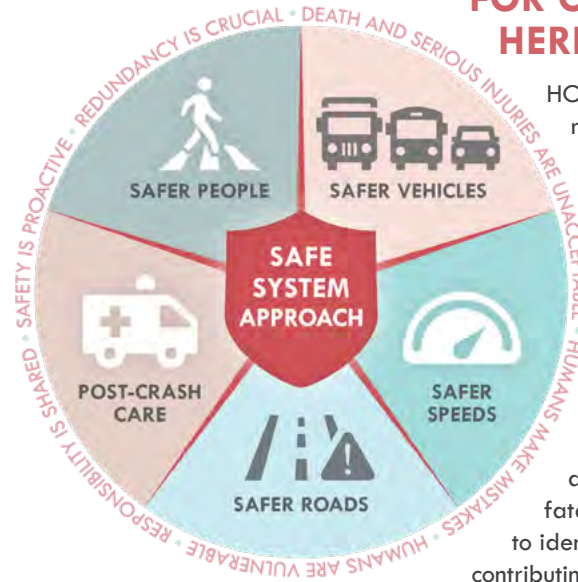 FOR
DEATH AND SERIOUS INJURIES ARE UNACCEPTABLE • HUMANS MAKE MISTAKES • HUMANS ARE VULNERABLE • RESPONSIBILITY IS SHARED • SAFETY IS PROACTIVE • REDUNDANCY IS CRUCIAL •
SAFER PEOPLE
SAFER VEHICLES
SAFE
SYSTEM
APPROACH
POST-CRASH
CARE
SAFER
SPEEDS
SAFER ROADS
HO
fat
to iden
contributin